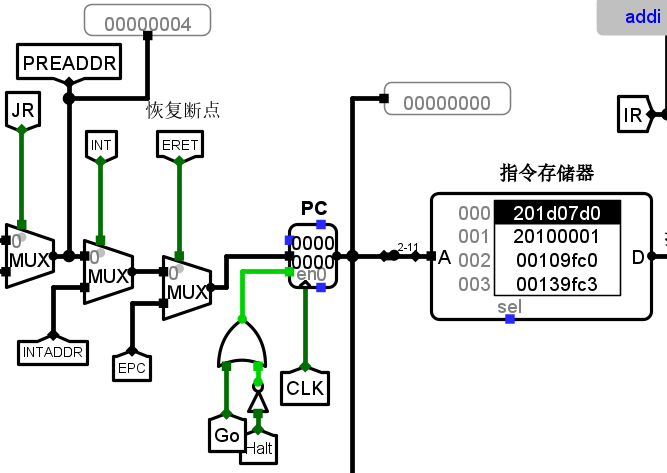 addi
00000004
PREADDR
JR
恢复断点
00000000
IR
INT
ERET
指令存储器
PC
0
MUX
0
MUX
0
MUX
0000
0000
en0
2-11
A
000 201d07d0
001 20100001
002 00109fc0
003 00139fc3
D
sel
INTADDR
EPC
CLK
Go
Halt